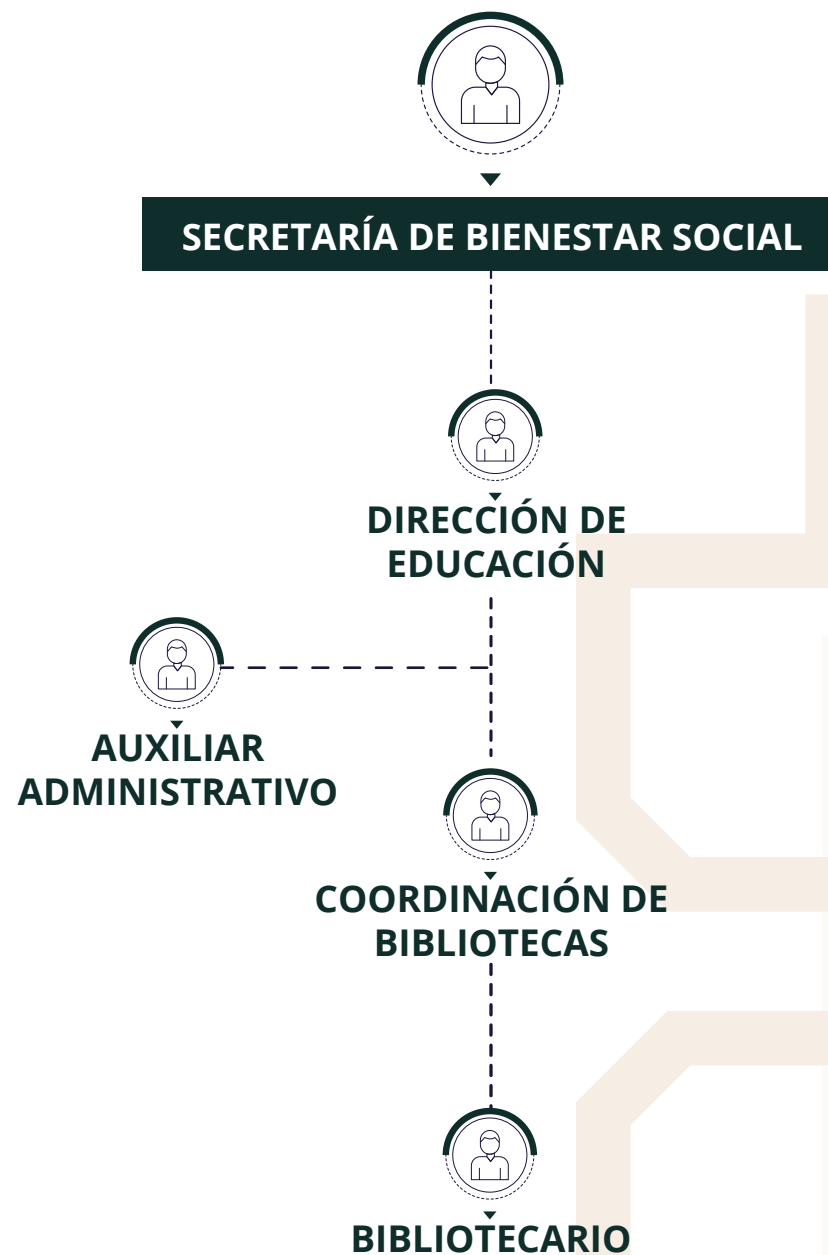 SECRETARÍA DE BIENESTAR SOCIAL
DIRECCIÓN DE
EDUCACIÓN
AUXILIAR
ADMINISTRATIVO
COORDINACIÓN DE
BIBLIOTECAS
BIBLIOTECARIO